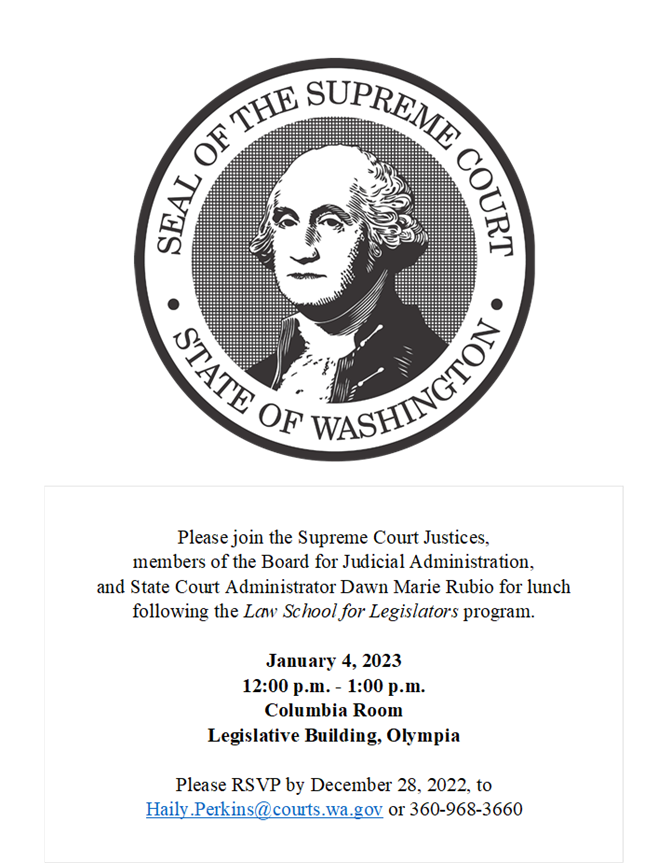 SEAL OF THE SUPREME COURT
STATE OF WASHINGTON
Please join the Supreme Court Justices,
members of the Board for Judicial Administration,
and State Court Administrator Dawn Marie Rubio for lunch
following the Law School for Legislators program.
January 4, 2023
12:00 p.m. - 1:00 p.m.
Columbia Room
Legislative Building, Olympia
Please RSVP by December 28, 2022, to
Haily.Perkins@courts.wa.gov or 360-968-3660